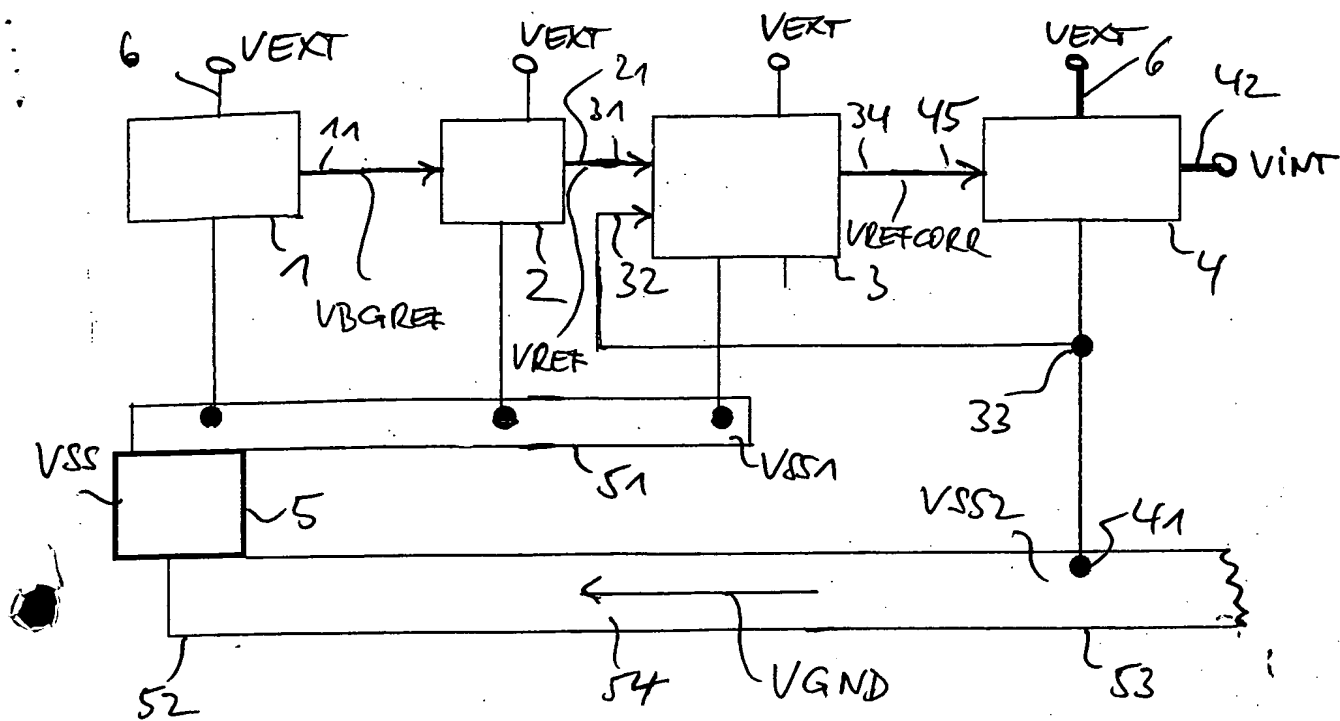 6 VEXT VEXT VEXT VEXT 6
21
31
42
11
34 45
VINT
VREFCORR
1
2
32
3
4
VBGREF
VREF
33
VSS
51
VSS1
5
VSS2
41
54
VGND
52
53